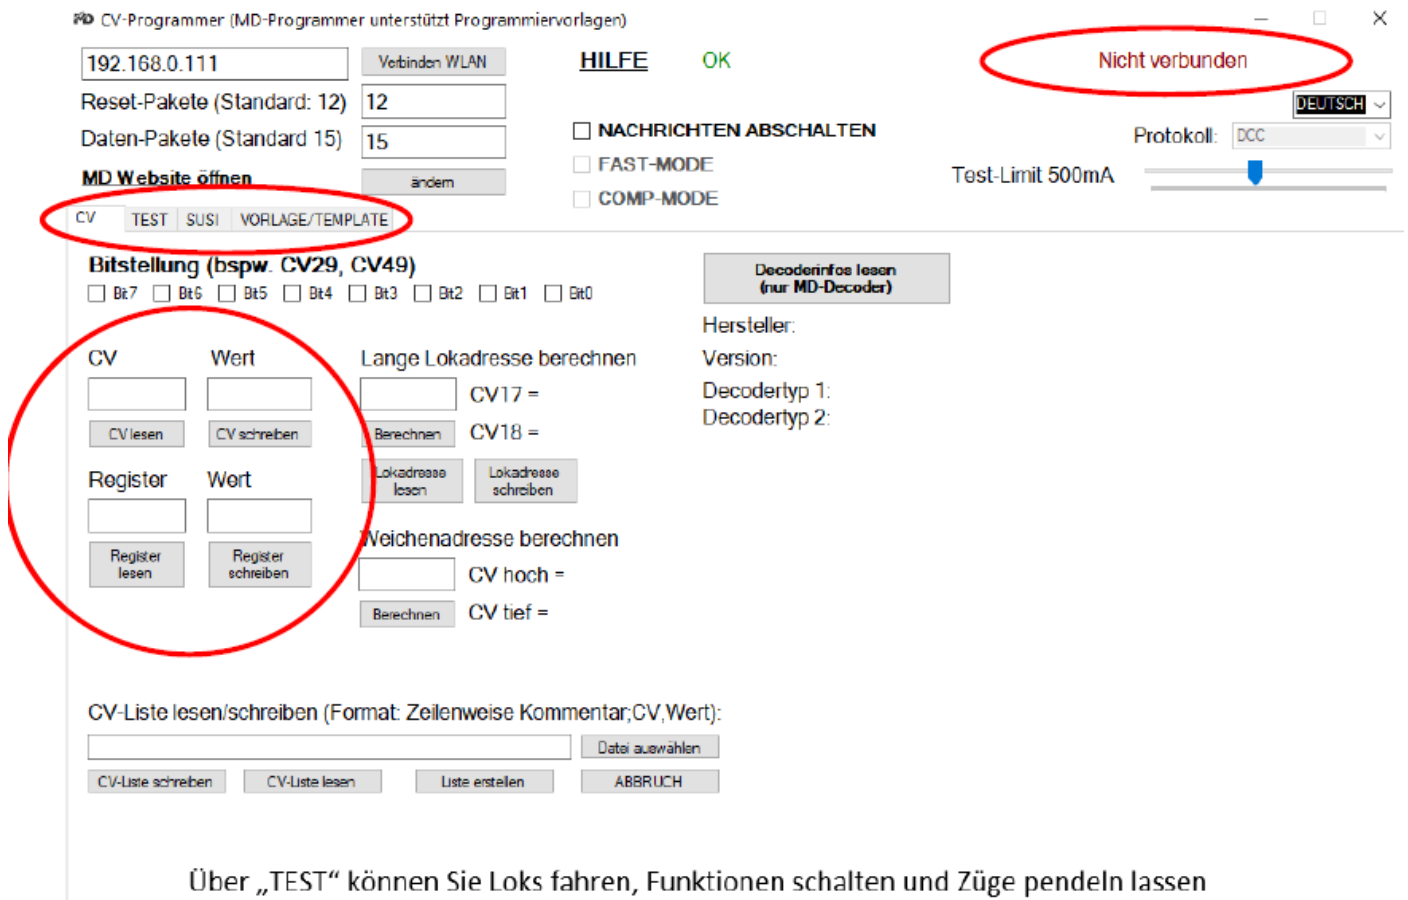 CV-Programmer (MD-Programmer unterstützt Programmiervorlagen)
192.168.0.111 Verbinden WLAN HILFE OK Nicht verbunden
Reset-Pakete (Standard: 12) 12 DEUTSCH
Daten-Pakete (Standard 15) 15 NACHRICHTEN ABSCHALTEN Protokoll: DCC
MD Website öffnen ändern FAST-MODE Test-Limit 500mA
COMP-MODE
CV TEST SUSI VORLAGE/TEMPLATE
Bitstellung (bspw. CV29, CV49)
Bit7 Bit6 Bit5 Bit4 Bit3 Bit2 Bit1 Bit0
Decoderinfos lesen
(nur MD-Decoder)
Hersteller:
Version:
Decodertyp 1:
Decodertyp 2:
CV Wert
CV lesen CV schreiben
Register Wert
Register lesen
Register schreiben
Lange Lokadresse berechnen
CV17 =
Berechnen CV18 =
Lokadresse lesen
Lokadresse schreiben
Weichenadresse berechnen
CV hoch =
Berechnen CV tief =
CV-Liste lesen/schreiben (Format: Zeilenweise Kommentar;CV,Wert):
Datei auswählen
CV-Liste schreiben CV-Liste lesen Liste erstellen ABBRUCH
Über „TEST“ können Sie Loks fahren, Funktionen schalten und Züge pendeln lassen